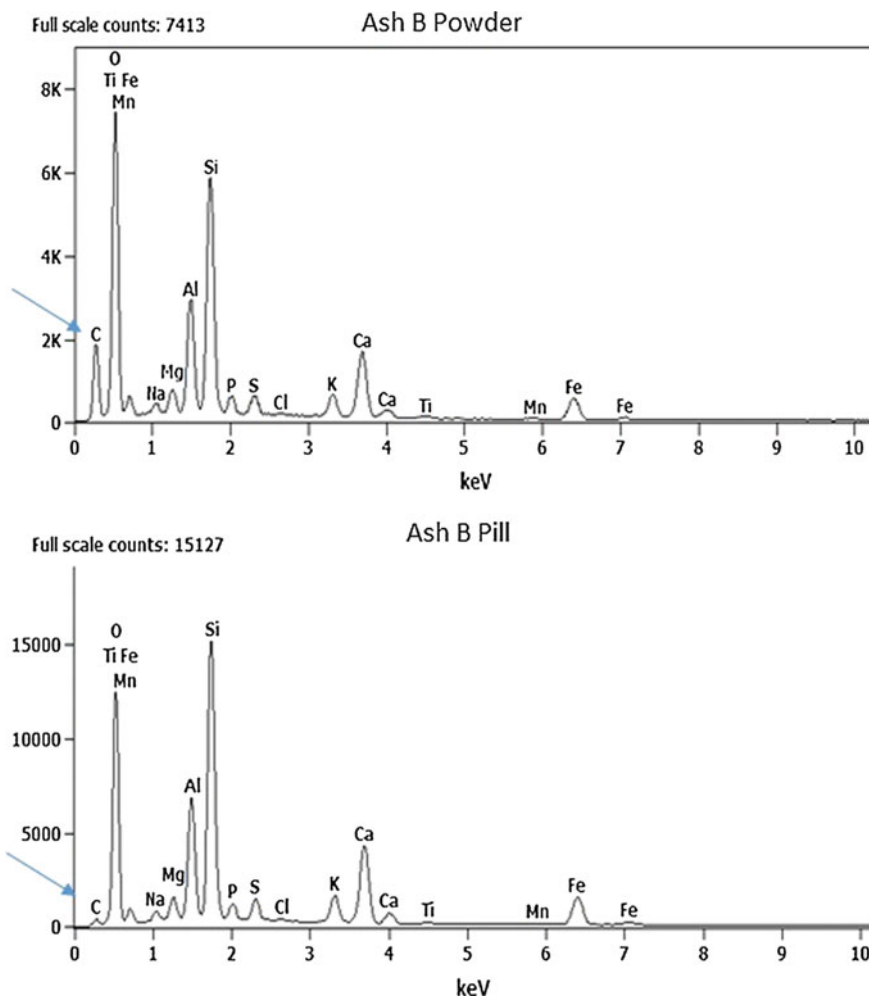 Full scale counts: 7413
Ash B Powder
O
Ti Fe
Mn
8K
Si
6K
4K
Al
C
2K
Ca
Na
Mg
P
S
Cl
K
Ca
Ti
Mn
Fe
Fe
0
0 1 2 3 4 5 6 7 8 9 10
keV
Full scale counts: 15127
Ash B Pill
O
Ti Fe
Mn
Si
15000
10000
Al
5000
Ca
C
Na
Mg
P
S
Cl
K
Ca
Ti
Mn
Fe
Fe
0
0 1 2 3 4 5 6 7 8 9 10
keV